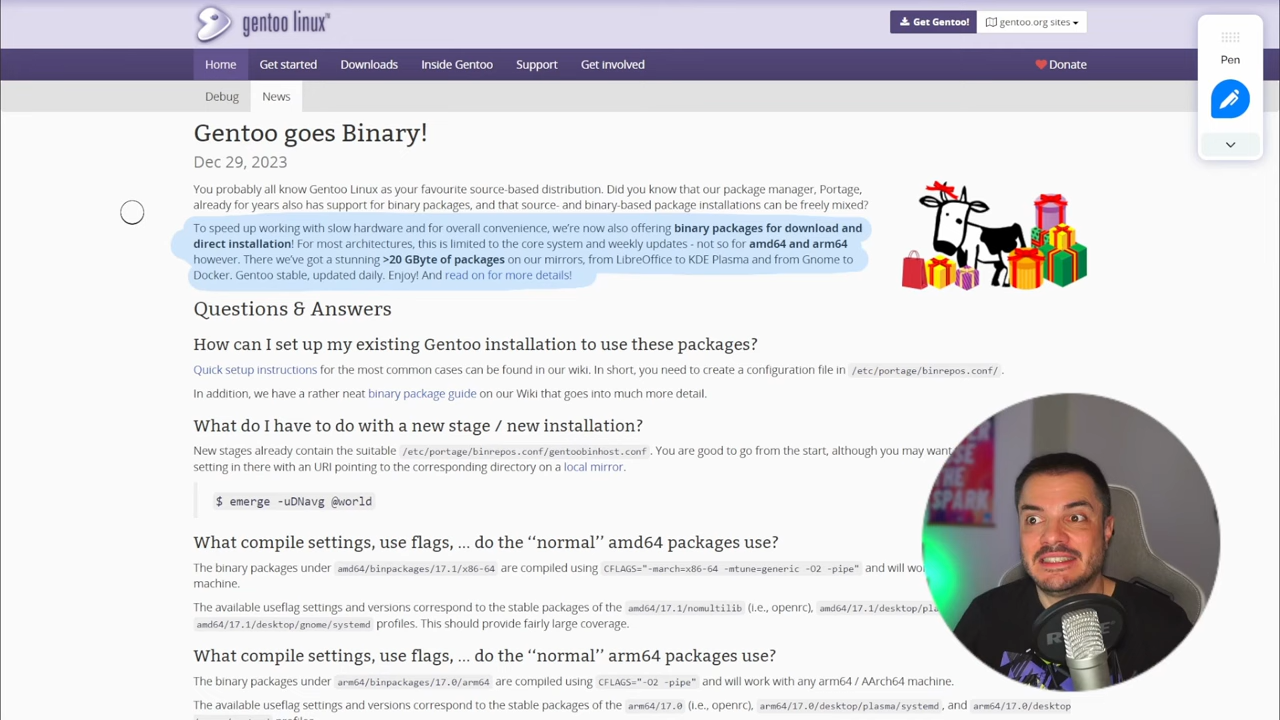 gentoo linux™
Get Gentoo!
gentoo.org sites
Pen
Home
Get started
Downloads
Inside Gentoo
Support
Get involved
Donate
Debug
News
Gentoo goes Binary!
Dec 29, 2023
You probably all know Gentoo Linux as your favourite source-based distribution. Did you know that our package manager, Portage,
already for years also has support for binary packages, and that source- and binary-based package installations can be freely mixed?
To speed up working with slow hardware and for overall convenience, we're now also offering binary packages for download and
direct installation! For most architectures, this is limited to the core system and weekly updates - not so for amd64 and arm64
however. There we've got a stunning >20 GByte of packages on our mirrors, from LibreOffice to KDE Plasma and from Gnome to
Docker. Gentoo stable, updated daily. Enjoy! And read on for more details!
Questions & Answers
How can I set up my existing Gentoo installation to use these packages?
Quick setup instructions for the most common cases can be found in our wiki. In short, you need to create a configuration file in /etc/portage/binrepos.conf/ .
In addition, we have a rather neat binary package guide on our Wiki that goes into much more detail.
What do I have to do with a new stage / new installation?
New stages already contain the suitable /etc/portage/binrepos.conf/gentoobinhost.conf. You are good to go from the start, although you may want
setting in there with an URI pointing to the corresponding directory on a local mirror.
$ emerge -uDNavg @world
What compile settings, use flags, ... do the ‘‘normal’’ amd64 packages use?
The binary packages under amd64/binpackages/17.1/x86-64 are compiled using CFLAGS="-march=x86-64 -mtune=generic -O2 -pipe" and will
machine.
The available useflag settings and versions correspond to the stable packages of the amd64/17.1/nomultilib (i.e., openrc),
amd64/17.1/desktop/gnome/systemd profiles. This should provide fairly large coverage.
What compile settings, use flags, ... do the ‘‘normal’’ arm64 packages use?
The binary packages under arm64/binpackages/17.0/arm64 are compiled using CFLAGS="-O2 -pipe" and will work with any arm64 / AArch64 machine.
The available useflag settings and versions correspond to the stable packages of the arm64/17.0 (i.e., openrc), arm64/17.0/desktop/plasma/systemd, and arm64/17.0/desktop